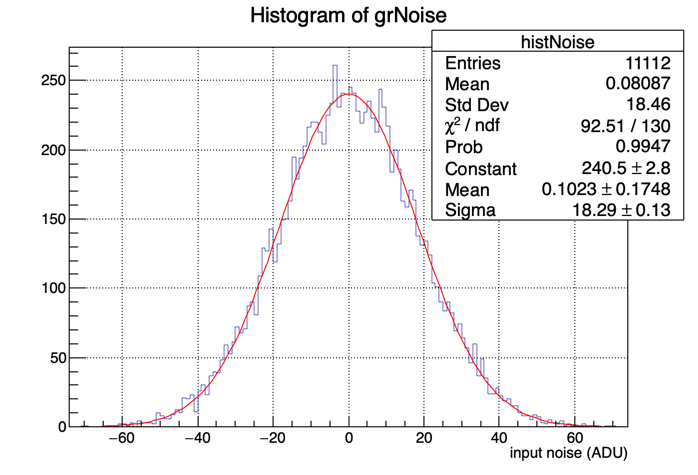 Histogram of grNoise
histNoise
Entries 11112
Mean 0.08087
Std Dev 18.46
χ² / ndf 92.51 / 130
Prob 0.9947
Constant 240.5 ± 2.8
Mean 0.1023 ± 0.1748
Sigma 18.29 ± 0.13
250
200
150
100
50
0
−60 −40 −20 0 20 40 60
input noise (ADU)